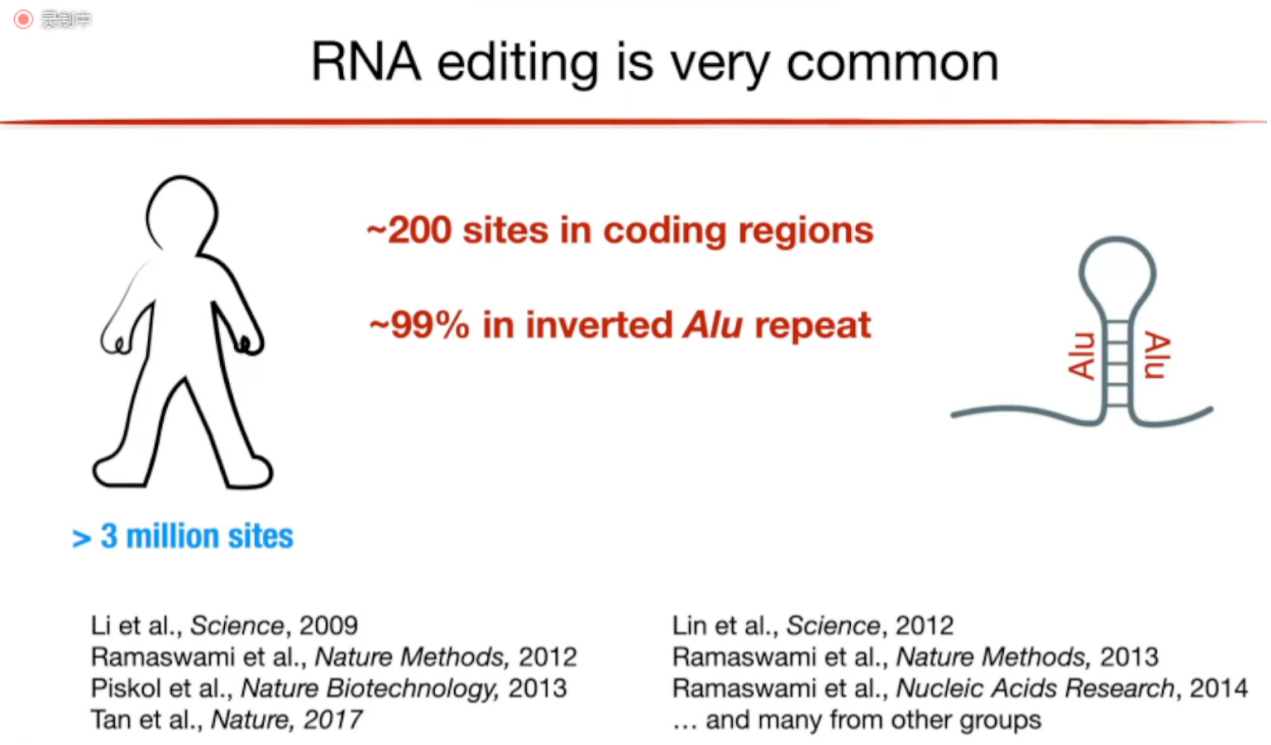 录制中
RNA editing is very common
~200 sites in coding regions
~99% in inverted Alu repeat
Alu
Alu
> 3 million sites
Li et al., Science, 2009
Ramaswami et al., Nature Methods, 2012
Piskol et al., Nature Biotechnology, 2013
Tan et al., Nature, 2017
Lin et al., Science, 2012
Ramaswami et al., Nature Methods, 2013
Ramaswami et al., Nucleic Acids Research, 2014
… and many from other groups